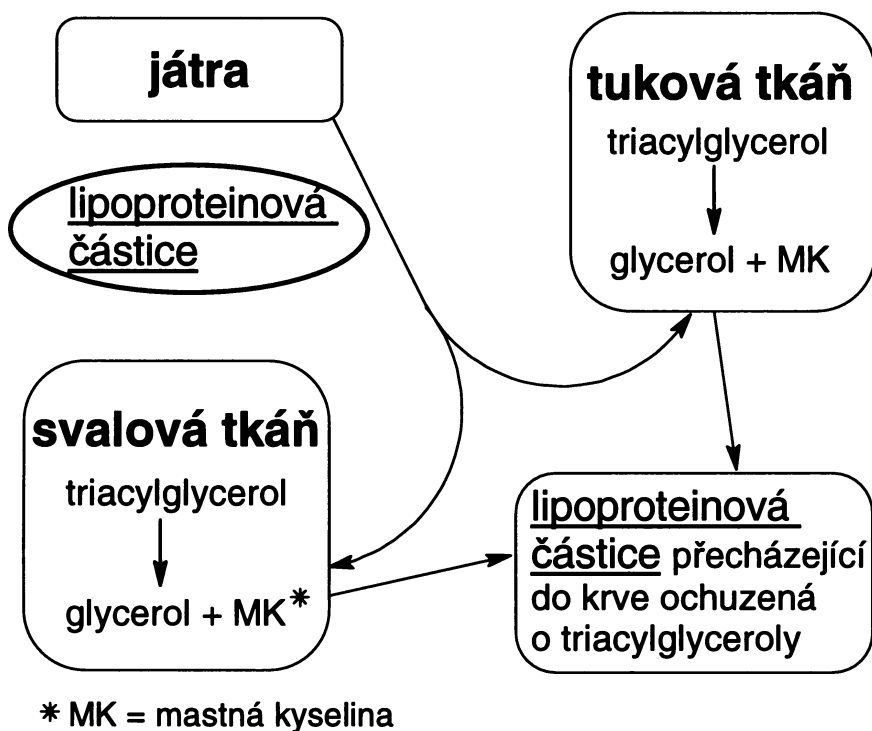 játra
lipoproteinová
částice
tuková tkáň
triacylglycerol
glycerol + MK
svalová tkáň
triacylglycerol
glycerol + MK*
lipoproteinová
částice přecházející
do krve ochuzená
o triacylglyceroly
* MK = mastná kyselina